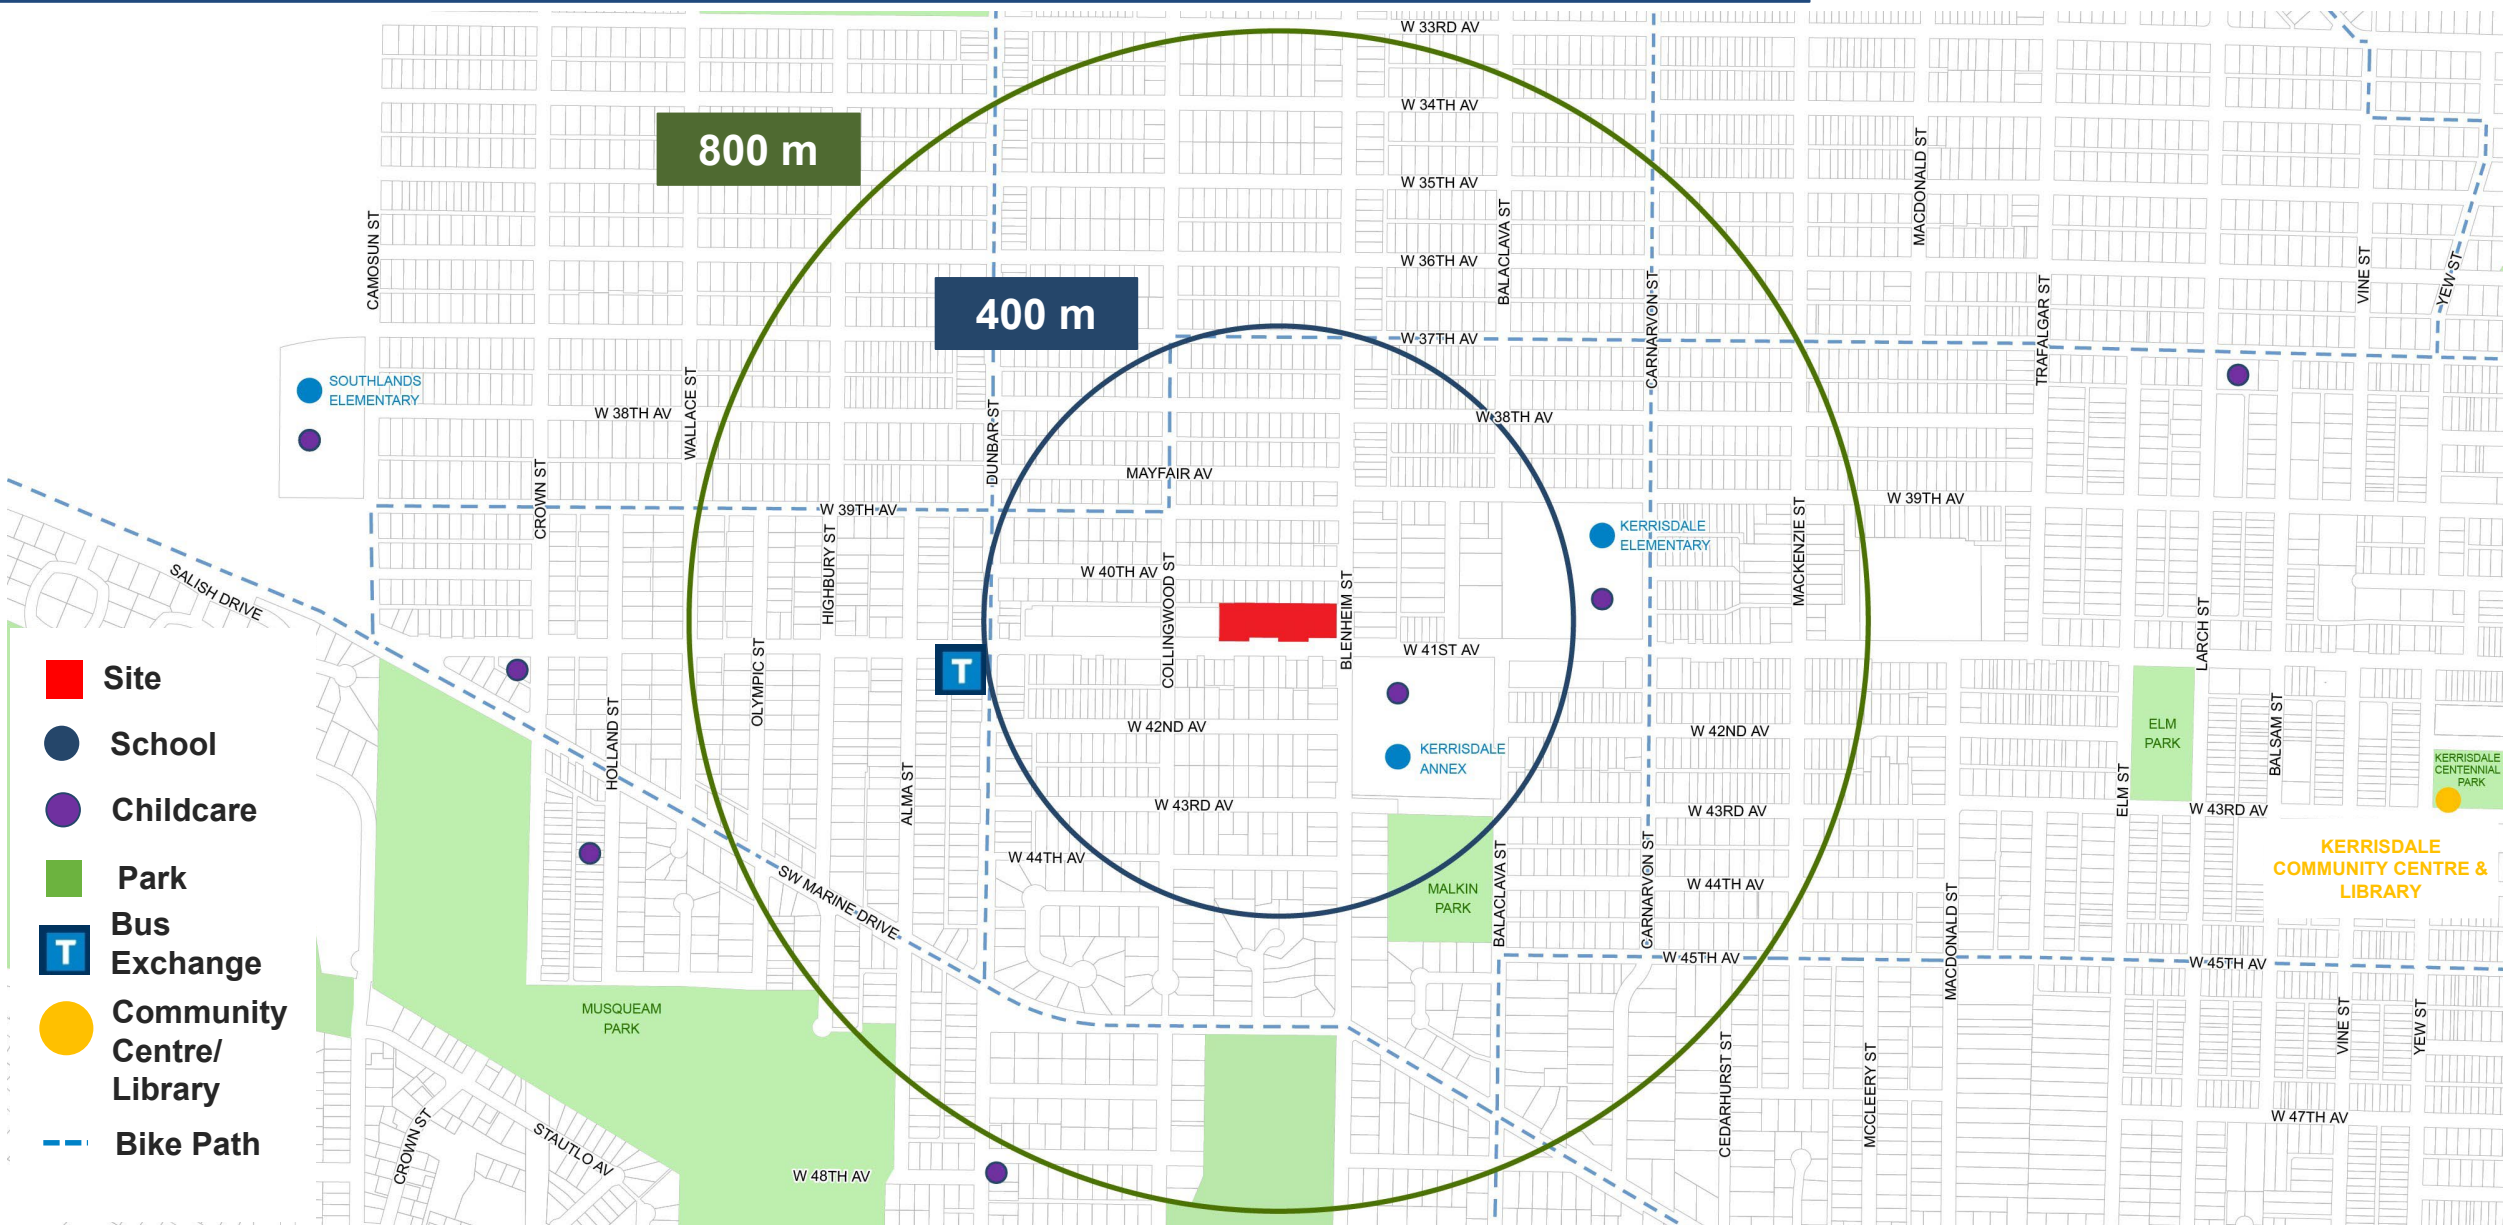 W 33RD AV
W 34TH AV
800 m
W 35TH AV
MACDONALD ST
CAMOSUN ST
BALACLAVA ST
W 36TH AV
VINE ST
YEW ST
400 m
CARNARVON ST
TRAFALGAR ST
W 37TH AV
SOUTHLANDS
ELEMENTARY
WALLACE ST
W 38TH AV
W 38TH AV
DUNBAR ST
MAYFAIR AV
CROWN ST
W 39TH AV
W 39TH AV
HIGHBURY ST
KERRISDALE
ELEMENTARY
MACKENZIE ST
SALISH DRIVE
W 40TH AV
COLLINGWOOD ST
BLENHEIM ST
LARCH ST
W 41ST AV
OLYMPIC ST
T
HOLLAND ST
W 42ND AV
W 42ND AV
ELM
PARK
BALSAM ST
KERRISDALE
ANNEX
KERRISDALE
CENTENNIAL
PARK
ALMA ST
W 43RD AV
W 43RD AV
ELM ST
W 43RD AV
W 44TH AV
SW MARINE DRIVE
MALKIN
PARK
BALACLAVA ST
CARNARVON ST
W 44TH AV
MACDONALD ST
KERRISDALE
COMMUNITY CENTRE &
LIBRARY
W 45TH AV
W 45TH AV
MUSQUEAM
PARK
CEDARHURST ST
MCCLEERY ST
VINE ST
YEW ST
W 47TH AV
CROWN ST
STAUTLO AV
W 48TH AV
Site
School
Childcare
Park
T
Bus
Exchange
Community
Centre/
Library
Bike Path